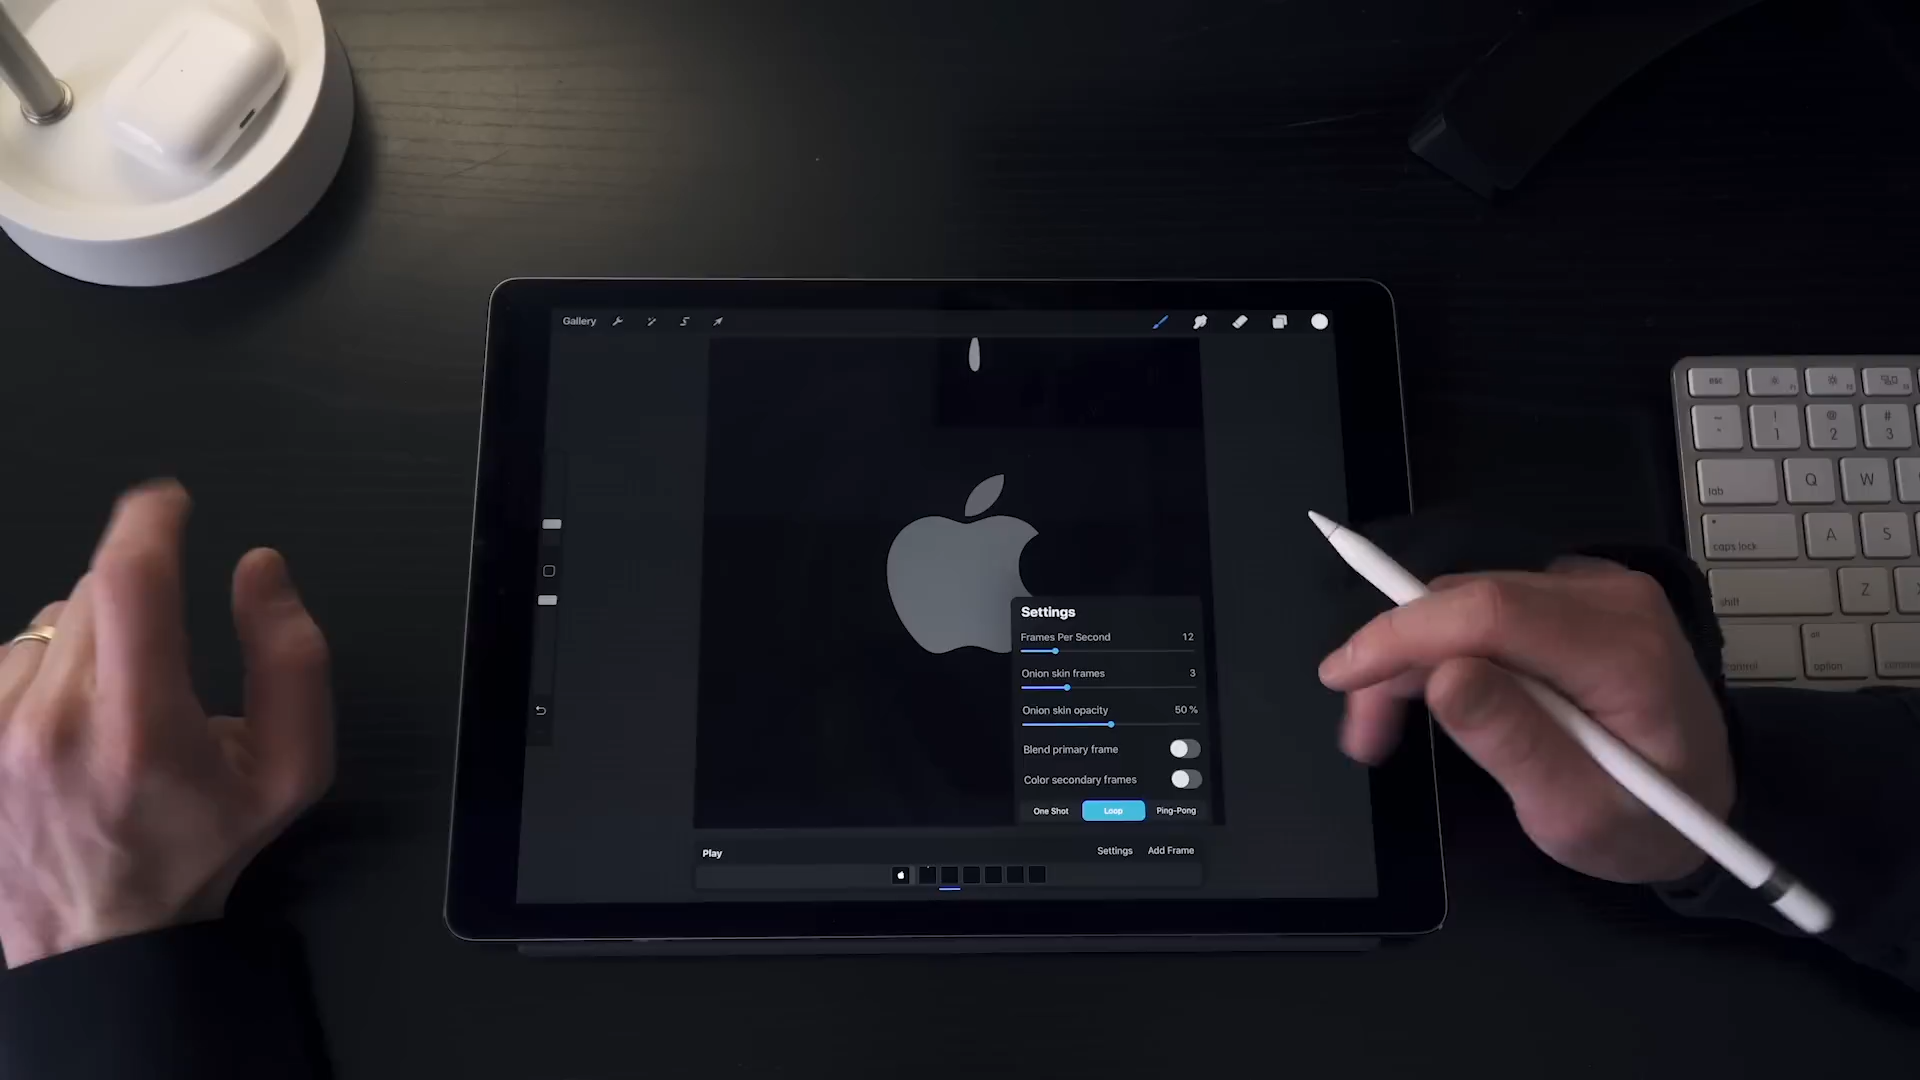 Gallery
Settings
Frames Per Second 12
Onion skin frames 3
Onion skin opacity 50 %
Blend primary frame
Color secondary frames
One Shot Loop Ping-Pong
Play Settings Add Frame
esc
! @ #
1 2 3
tab Q W
caps lock A S
shift Z
control alt option